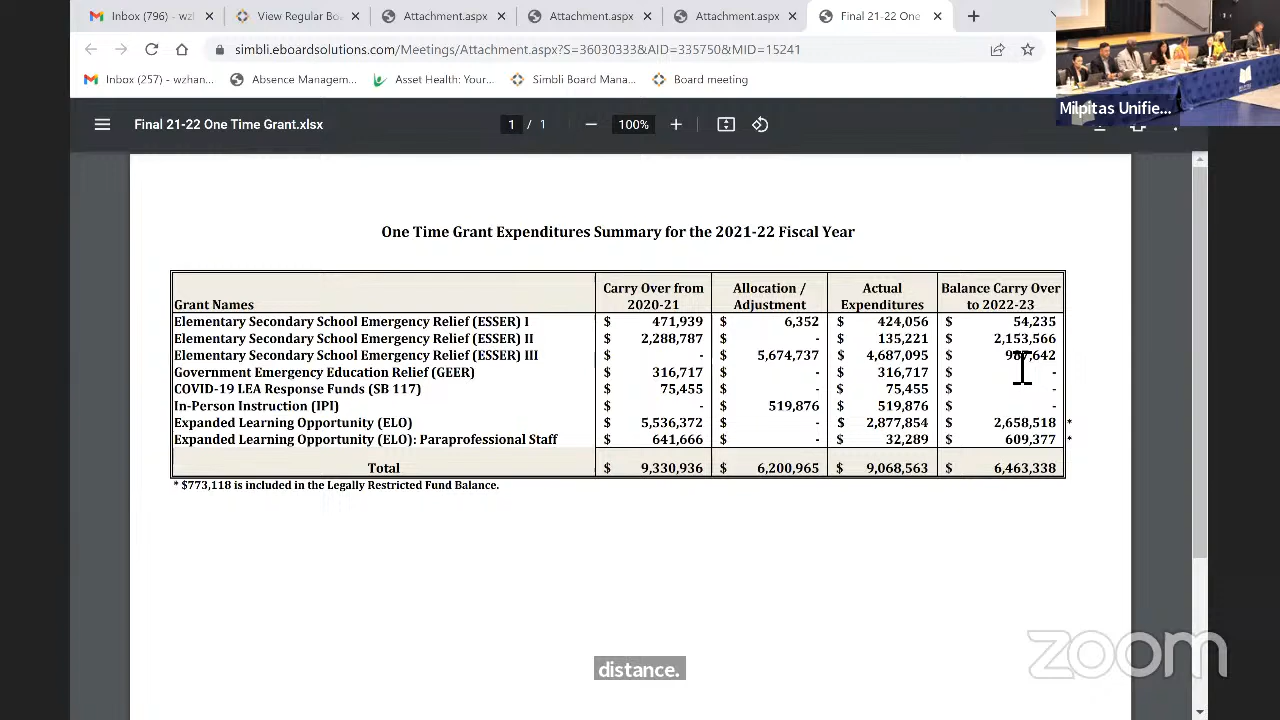 Inbox (796) - wzl
View Regular Bo
Attachment.aspx
Attachment.aspx
Attachment.aspx
Final 21-22 One
simbli.eboardsolutions.com/Meetings/Attachment.aspx?S=36030333&AID=335750&MID=15241
Inbox (257) - wzhan...
Absence Managem...
Asset Health: Your...
Simbli Board Mana...
Board meeting
Milpitas Unifie...
Final 21-22 One Time Grant.xlsx
1 / 1
100%
One Time Grant Expenditures Summary for the 2021-22 Fiscal Year
Grant Names Carry Over from 2020-21 Allocation / Adjustment Actual Expenditures Balance Carry Over to 2022-23
Elementary Secondary School Emergency Relief (ESSER) I $ 471,939 $ 6,352 $ 424,056 $ 54,235
Elementary Secondary School Emergency Relief (ESSER) II $ 2,288,787 $ - $ 135,221 $ 2,153,566
Elementary Secondary School Emergency Relief (ESSER) III $ - $ 5,674,737 $ 4,687,095 $ 987,642
Government Emergency Education Relief (GEER) $ 316,717 $ - $ 316,717 $ -
COVID-19 LEA Response Funds (SB 117) $ 75,455 $ - $ 75,455 $ -
In-Person Instruction (IPI) $ - $ 519,876 $ 519,876 $ -
Expanded Learning Opportunity (ELO) $ 5,536,372 $ - $ 2,877,854 $ 2,658,518 *
Expanded Learning Opportunity (ELO): Paraprofessional Staff $ 641,666 $ - $ 32,289 $ 609,377 *
Total $ 9,330,936 $ 6,200,965 $ 9,068,563 $ 6,463,338
* $773,118 is included in the Legally Restricted Fund Balance.
zoom
distance.